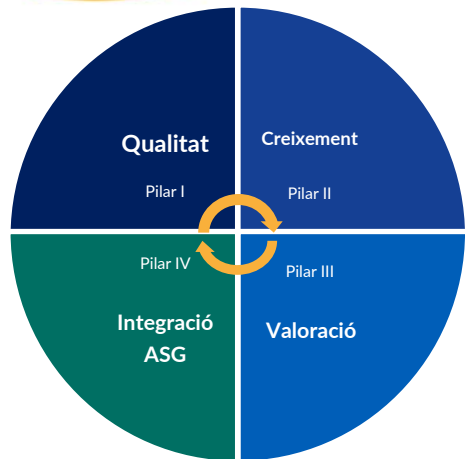 Qualitat
Pilar I
Creixement
Pilar II
Pilar IV
Integració
ASG
Pilar III
Valoració